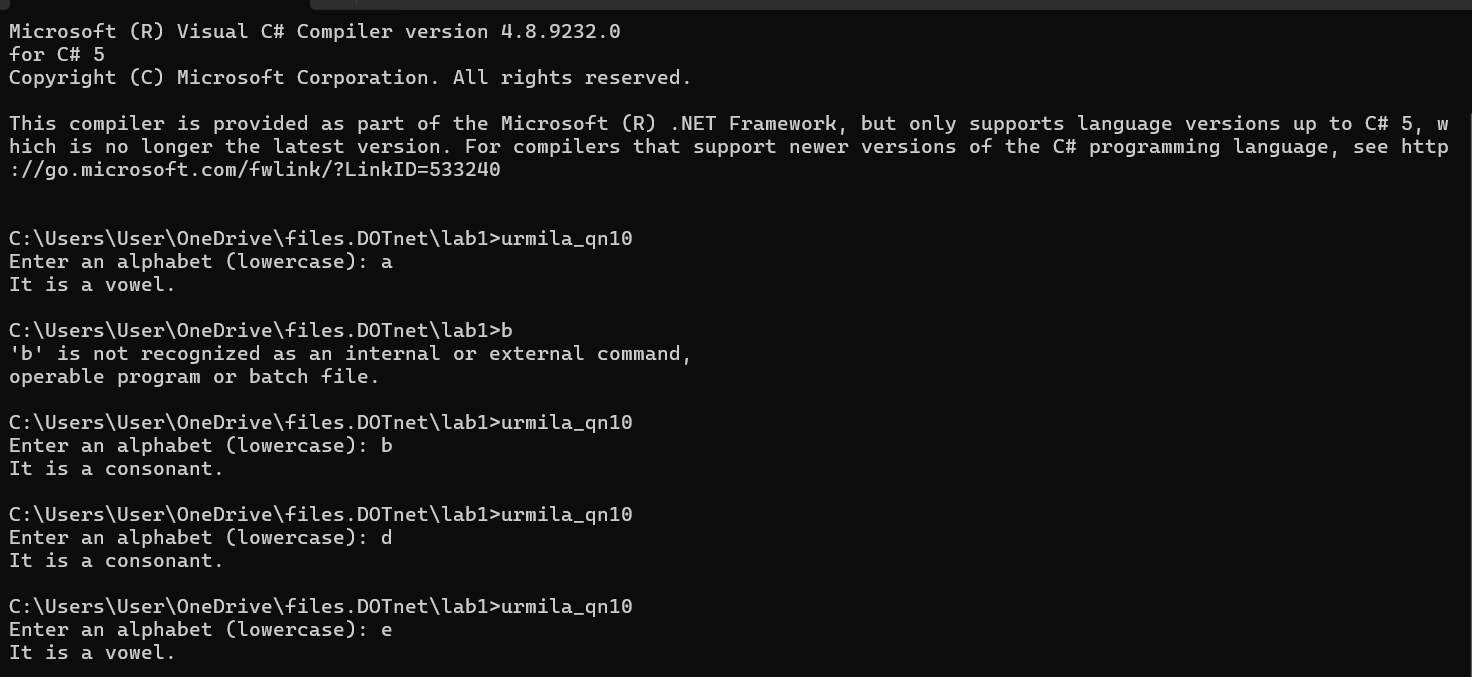 Microsoft (R) Visual C# Compiler version 4.8.9232.0
for C# 5
Copyright (C) Microsoft Corporation. All rights reserved.
This compiler is provided as part of the Microsoft (R) .NET Framework, but only supports language versions up to C# 5, w
hich is no longer the latest version. For compilers that support newer versions of the C# programming language, see http
://go.microsoft.com/fwlink/?LinkID=533240
C:\Users\User\OneDrive\files.DOTnet\lab1>urmila_qn10
Enter an alphabet (lowercase): a
It is a vowel.
C:\Users\User\OneDrive\files.DOTnet\lab1>b
'b' is not recognized as an internal or external command,
operable program or batch file.
C:\Users\User\OneDrive\files.DOTnet\lab1>urmila_qn10
Enter an alphabet (lowercase): b
It is a consonant.
C:\Users\User\OneDrive\files.DOTnet\lab1>urmila_qn10
Enter an alphabet (lowercase): d
It is a consonant.
C:\Users\User\OneDrive\files.DOTnet\lab1>urmila_qn10
Enter an alphabet (lowercase): e
It is a vowel.